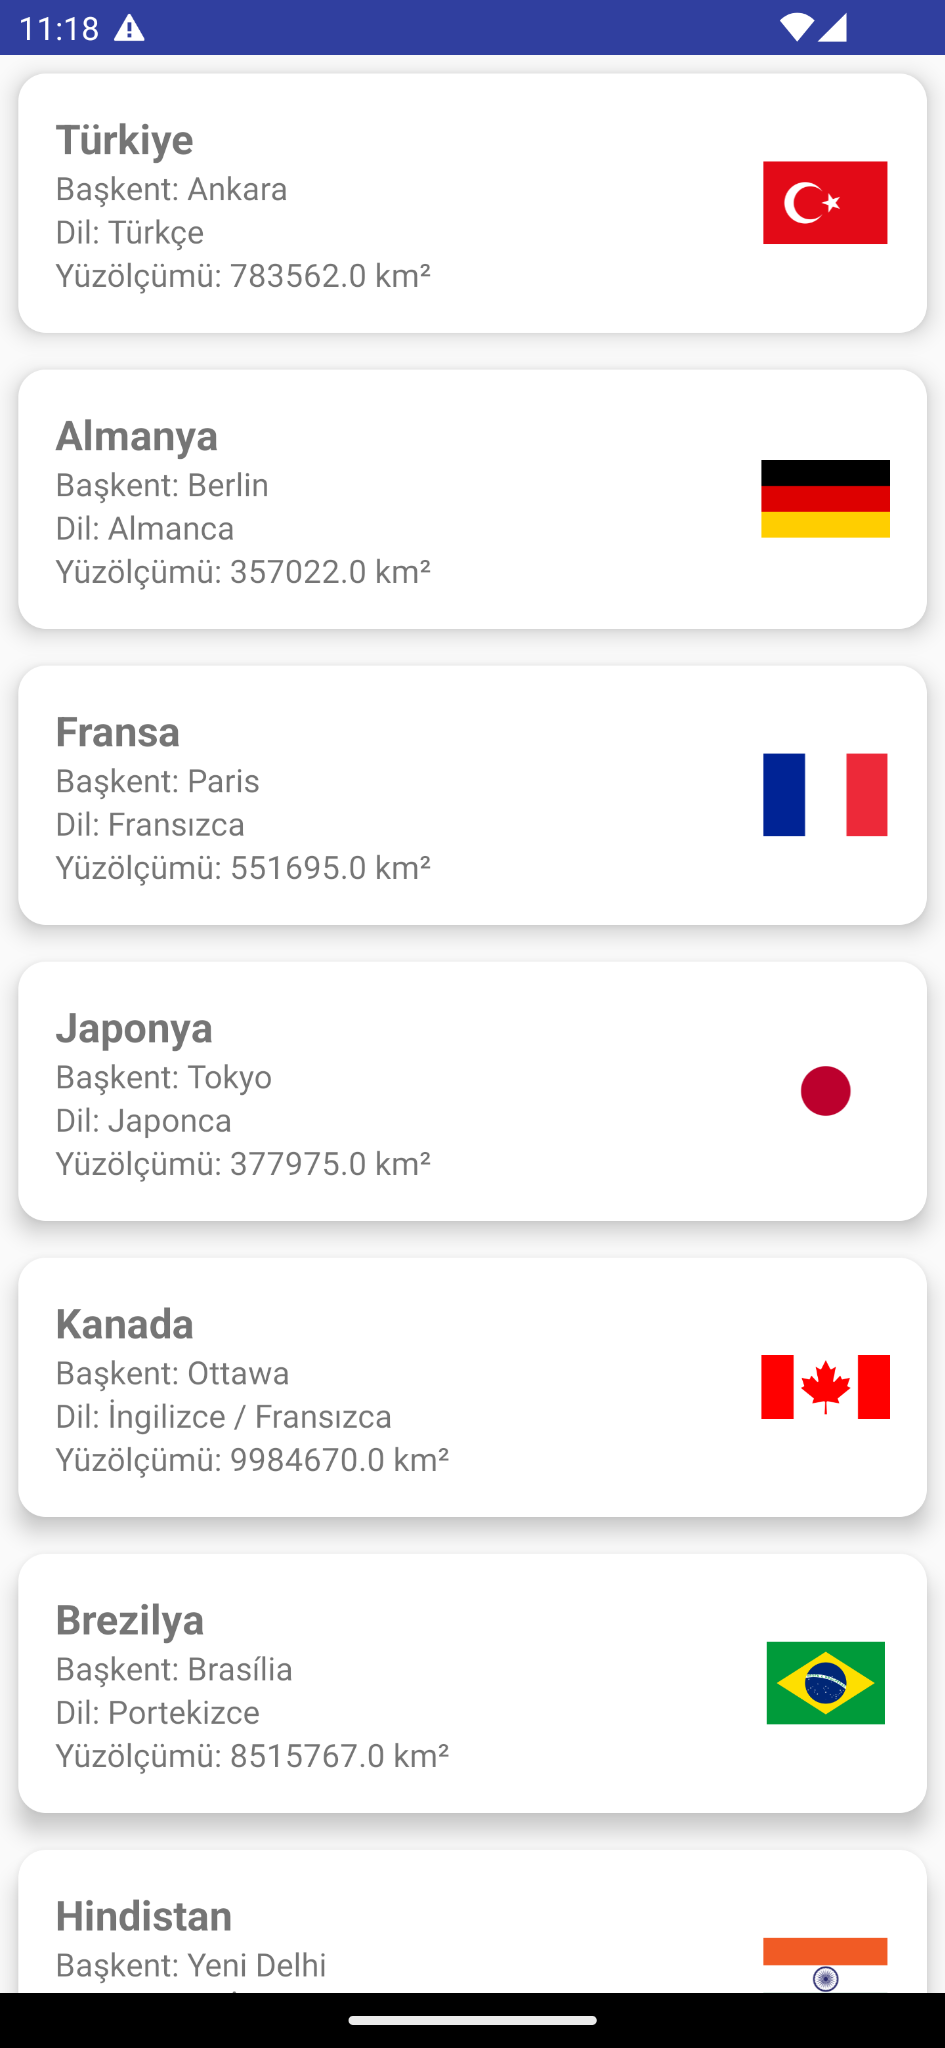 11:18
Türkiye
Başkent: Ankara
Dil: Türkçe
Yüzölçümü: 783562.0 km²
Almanya
Başkent: Berlin
Dil: Almanca
Yüzölçümü: 357022.0 km²
Fransa
Başkent: Paris
Dil: Fransızca
Yüzölçümü: 551695.0 km²
Japonya
Başkent: Tokyo
Dil: Japonca
Yüzölçümü: 377975.0 km²
Kanada
Başkent: Ottawa
Dil: İngilizce / Fransızca
Yüzölçümü: 9984670.0 km²
Brezilya
Başkent: Brasília
Dil: Portekizce
Yüzölçümü: 8515767.0 km²
Hindistan
Başkent: Yeni Delhi